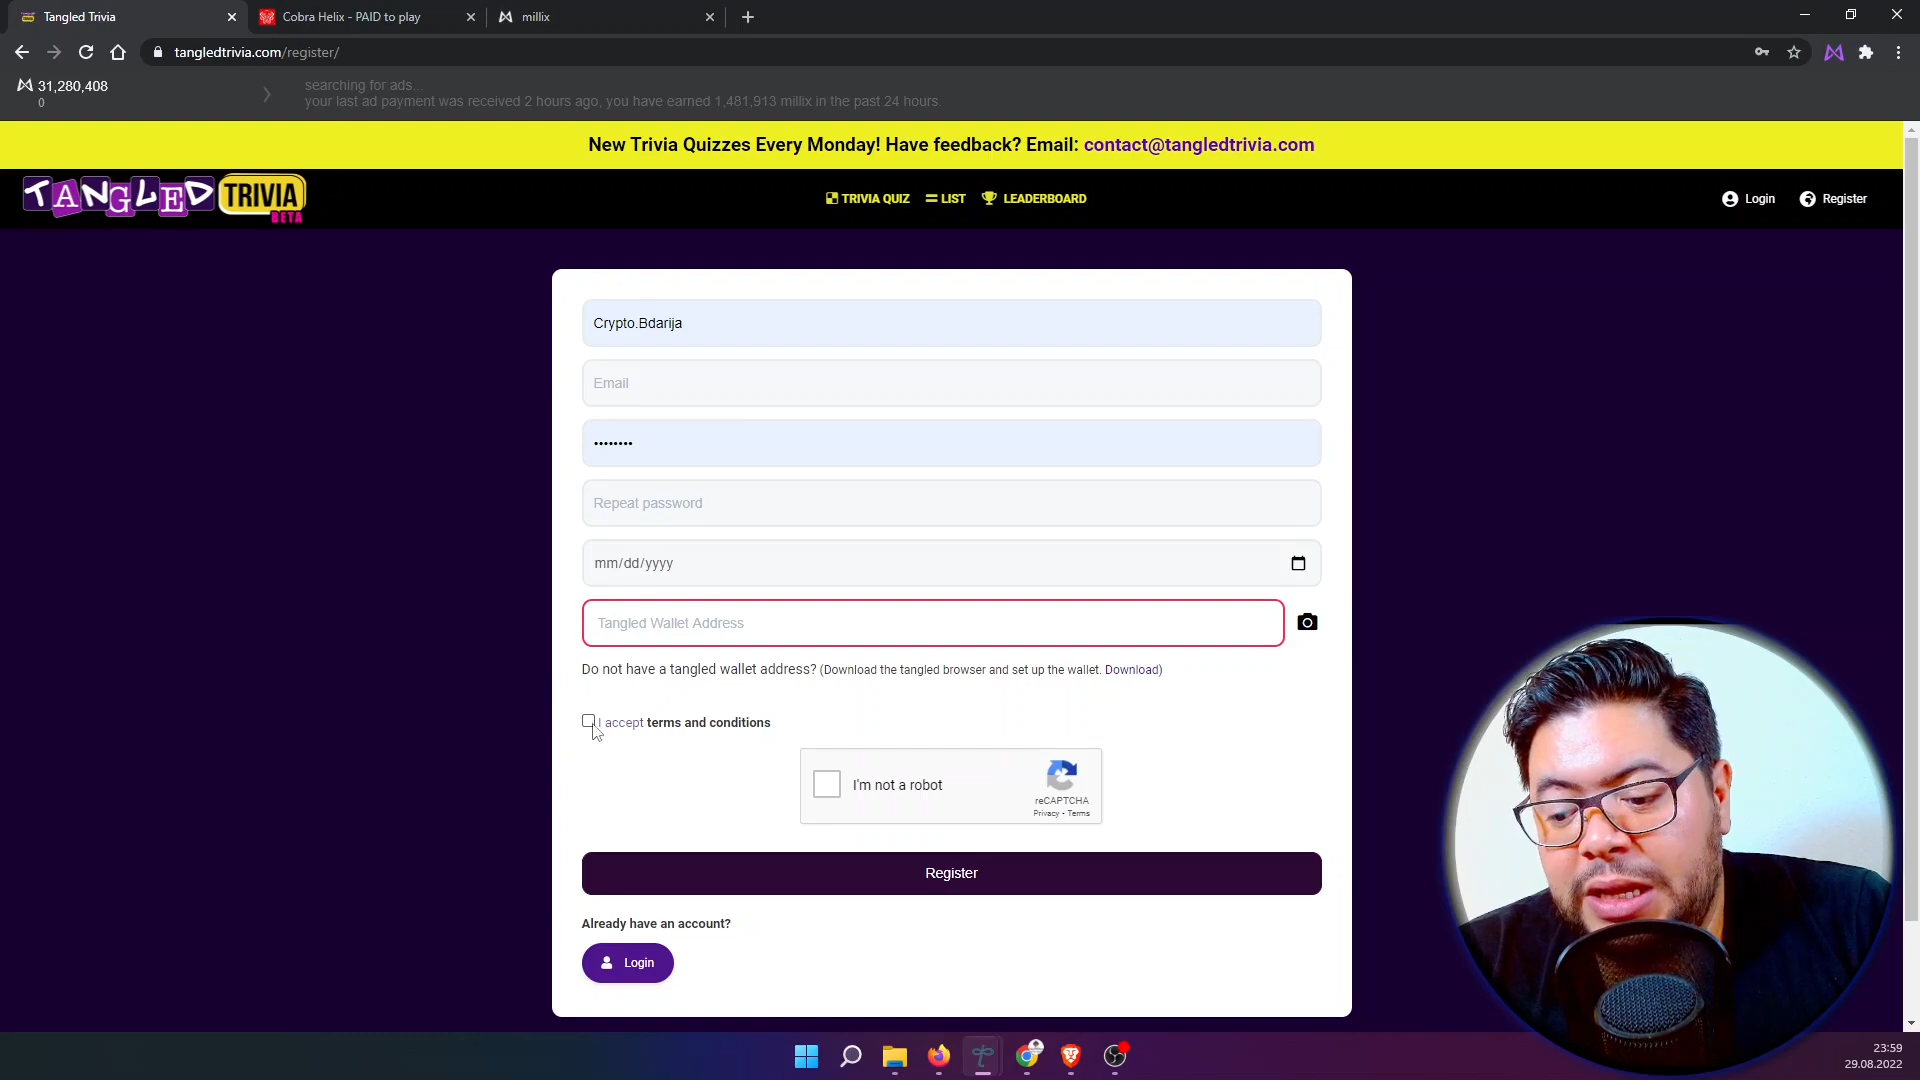 Tangled Trivia
Cobra Helix - PAID to play
millix
tangledtrivia.com/register/
31,280,408
0
searching for ads...
your last ad payment was received 2 hours ago, you have earned 1,481,913 millix in the past 24 hours.
New Trivia Quizzes Every Monday! Have feedback? Email: contact@tangledtrivia.com
TANGLED TRIVIA
BETA
TRIVIA QUIZ
LIST
LEADERBOARD
Login
Register
Crypto.Bdarija
Email
••••••••
Repeat password
mm/dd/yyyy
Tangled Wallet Address
Do not have a tangled wallet address? (Download the tangled browser and set up the wallet. Download)
I accept terms and conditions
I'm not a robot
reCAPTCHA
Privacy - Terms
Register
Already have an account?
Login
23:59
29.08.2022